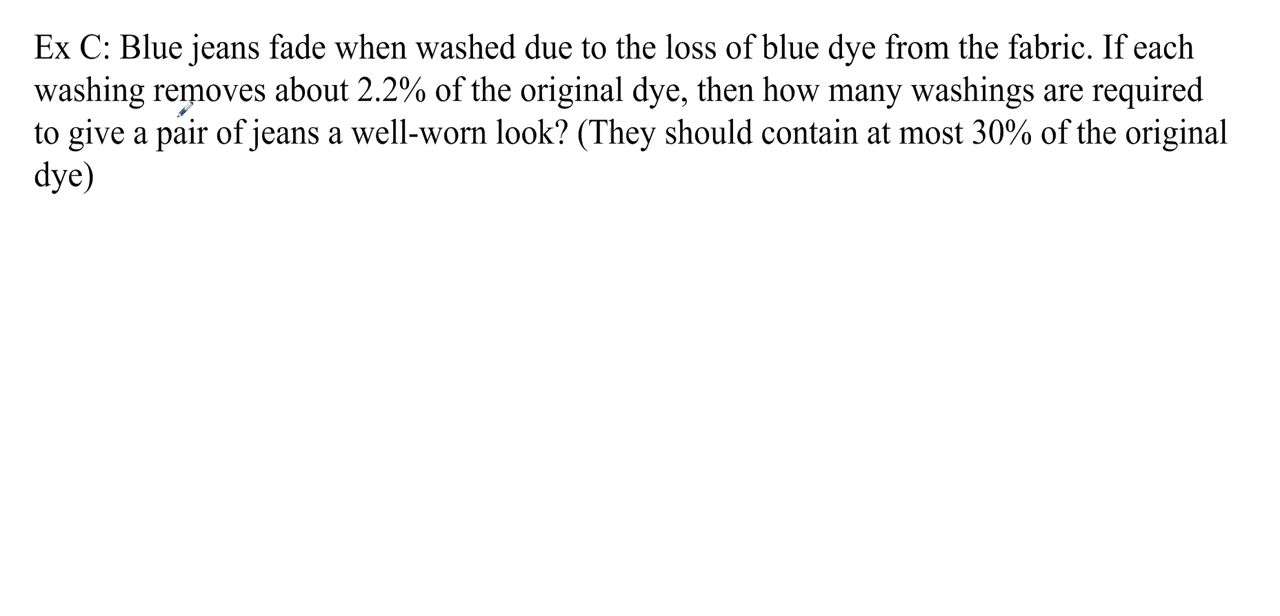 Ex C: Blue jeans fade when washed due to the loss of blue dye from the fabric. If each
washing removes about 2.2% of the original dye, then how many washings are required
to give a pair of jeans a well-worn look? (They should contain at most 30% of the original
dye)